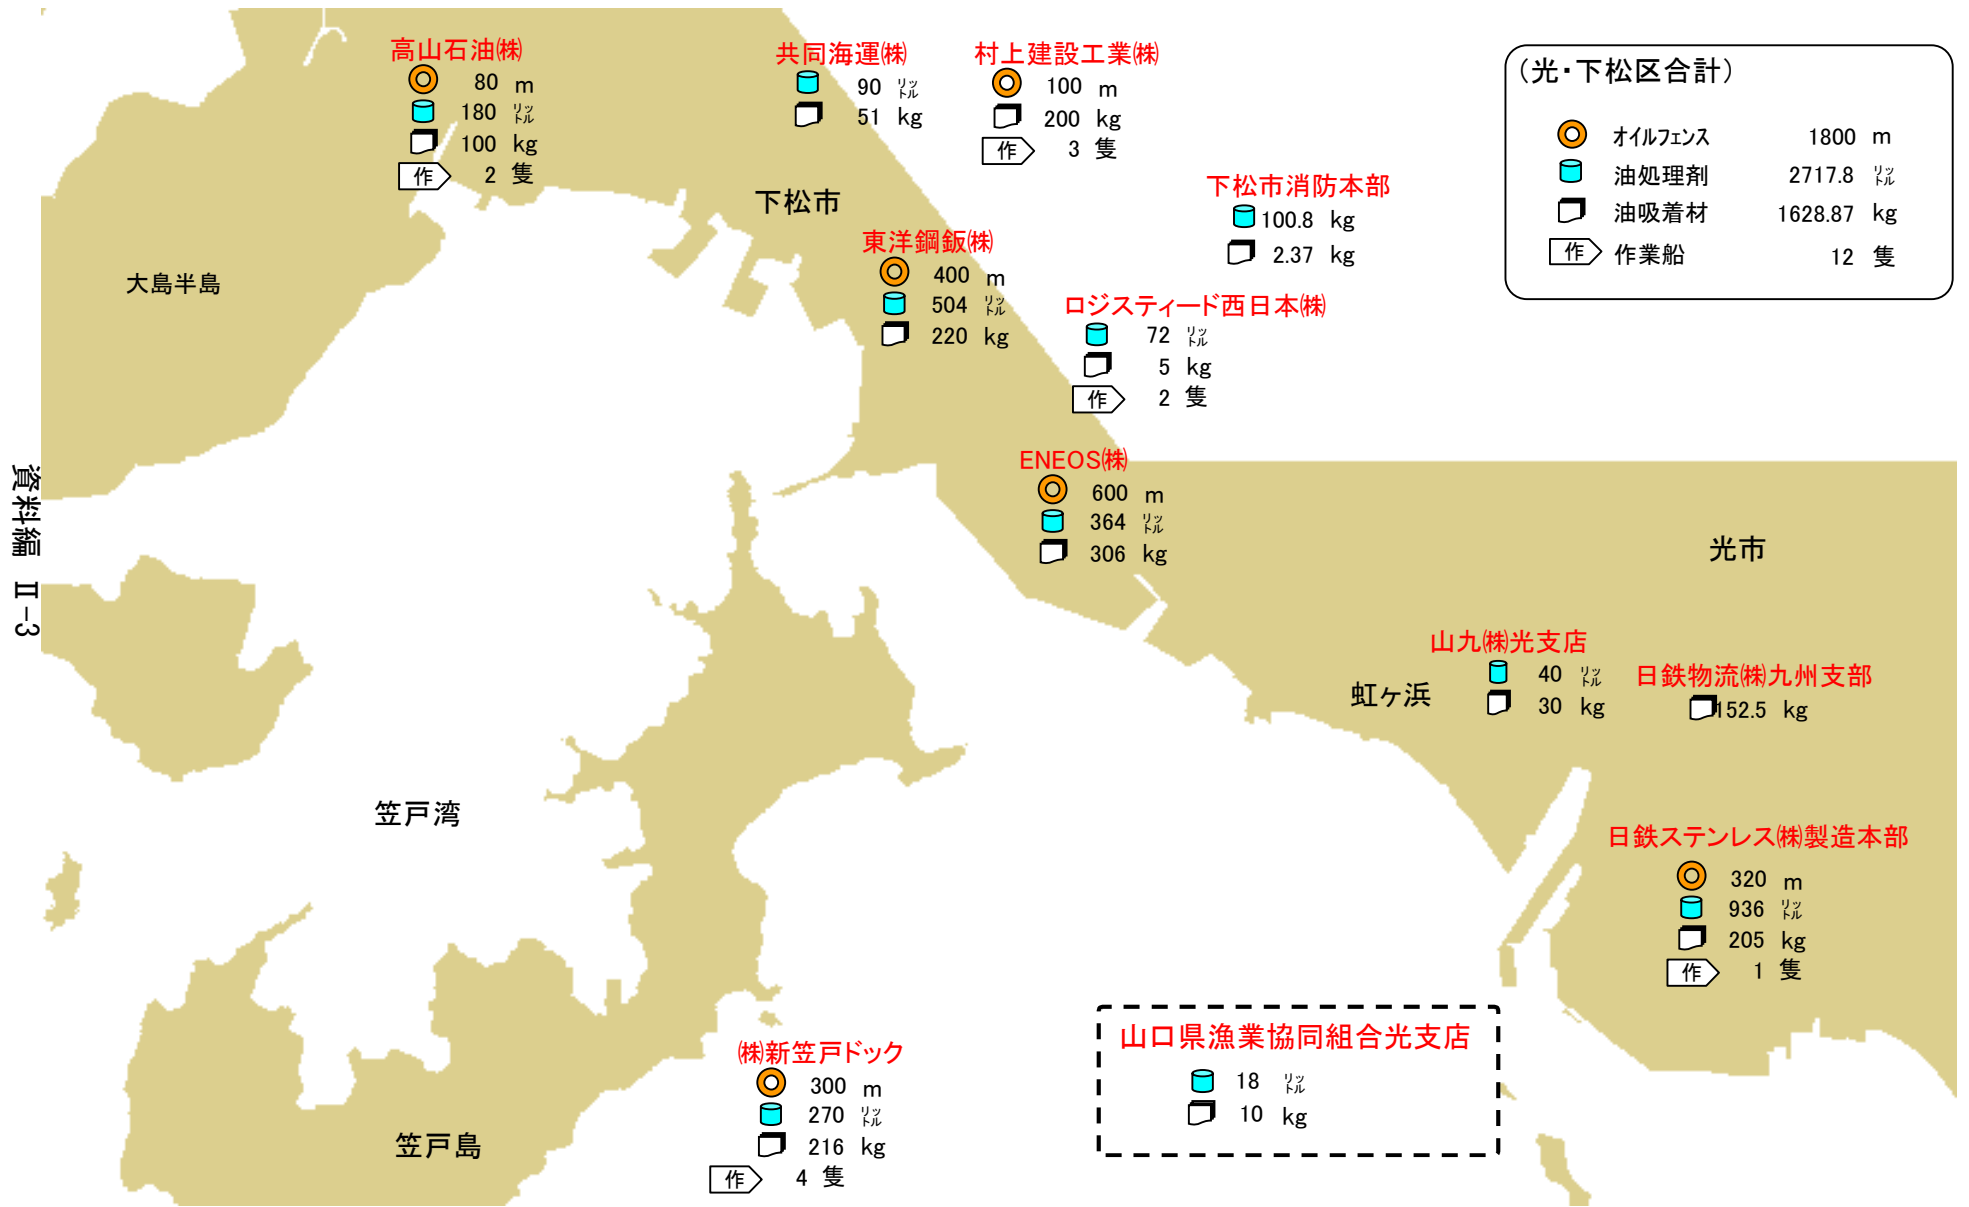 高山石油㈱
80 m
180 リットル
100 kg
作 2 隻
共同海運㈱
90 リットル
51 kg
村上建設工業㈱
100 m
200 kg
作 3 隻
(光・下松区合計)
オイルフェンス 1800 m
油処理剤 2717.8 リットル
油吸着材 1628.87 kg
作 作業船 12 隻
下松市消防本部
100.8 kg
2.37 kg
下松市
大島半島
東洋鋼鈑㈱
400 m
504 リットル
220 kg
ロジスティード西日本㈱
72 リットル
5 kg
作 2 隻
ENEOS㈱
600 m
364 リットル
306 kg
資料編 Ⅱ-3
光市
山九㈱光支店
40 リットル
30 kg
日鉄物流㈱九州支部
152.5 kg
虹ヶ浜
笠戸湾
日鉄ステンレス㈱製造本部
320 m
936 リットル
205 kg
作 1 隻
山口県漁業協同組合光支店
18 リットル
10 kg
㈱新笠戸ドック
300 m
270 リットル
216 kg
作 4 隻
笠戸島